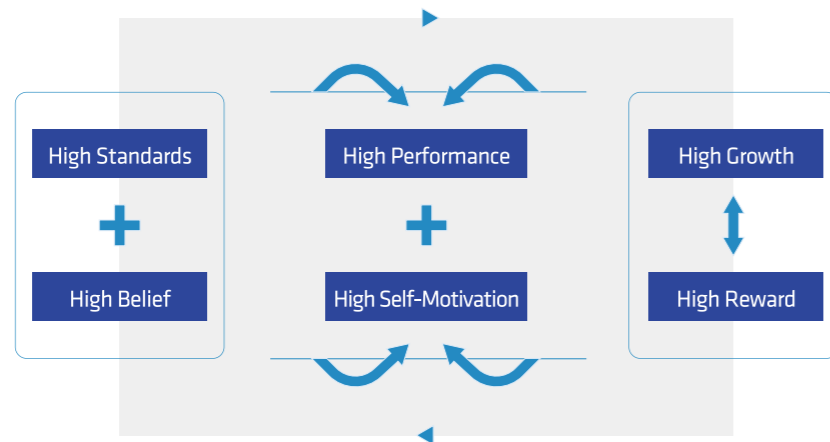 High Standards
High Performance
High Growth
High Belief
High Self-Motivation
High Reward